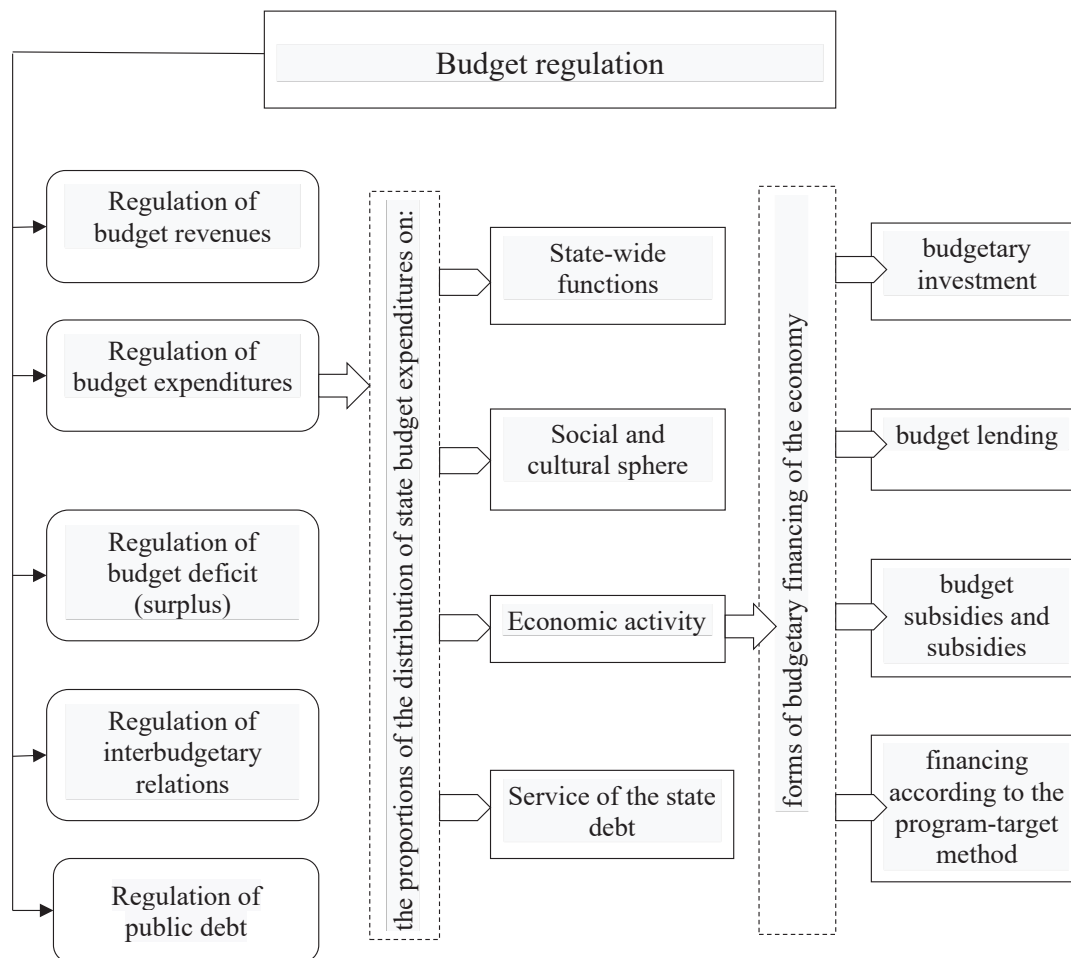 Budget regulation
Regulation of
budget revenues
Regulation of
budget expenditures
Regulation of
budget deficit
(surplus)
Regulation of
interbudgetary
relations
Regulation of
public debt
the proportions of the distribution of state budget expenditures on:
State-wide
functions
Social and
cultural sphere
Economic activity
Service of the state
debt
forms of budgetary financing of the economy
budgetary
investment
budget lending
budget
subsidies and
subsidies
financing
according to the
program-target
method